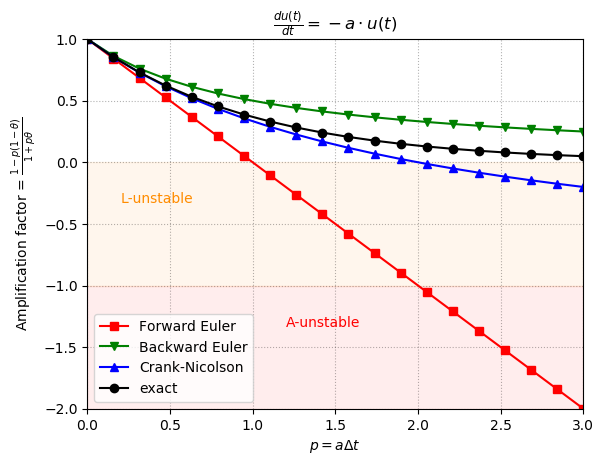 du(t)/dt = −a · u(t)
Amplification factor = 1−p(1−θ)/1+pθ
1.0
0.5
0.0
−0.5
−1.0
−1.5
−2.0
L-unstable
A-unstable
Forward Euler
Backward Euler
Crank-Nicolson
exact
0.0 0.5 1.0 1.5 2.0 2.5 3.0
p = aΔt